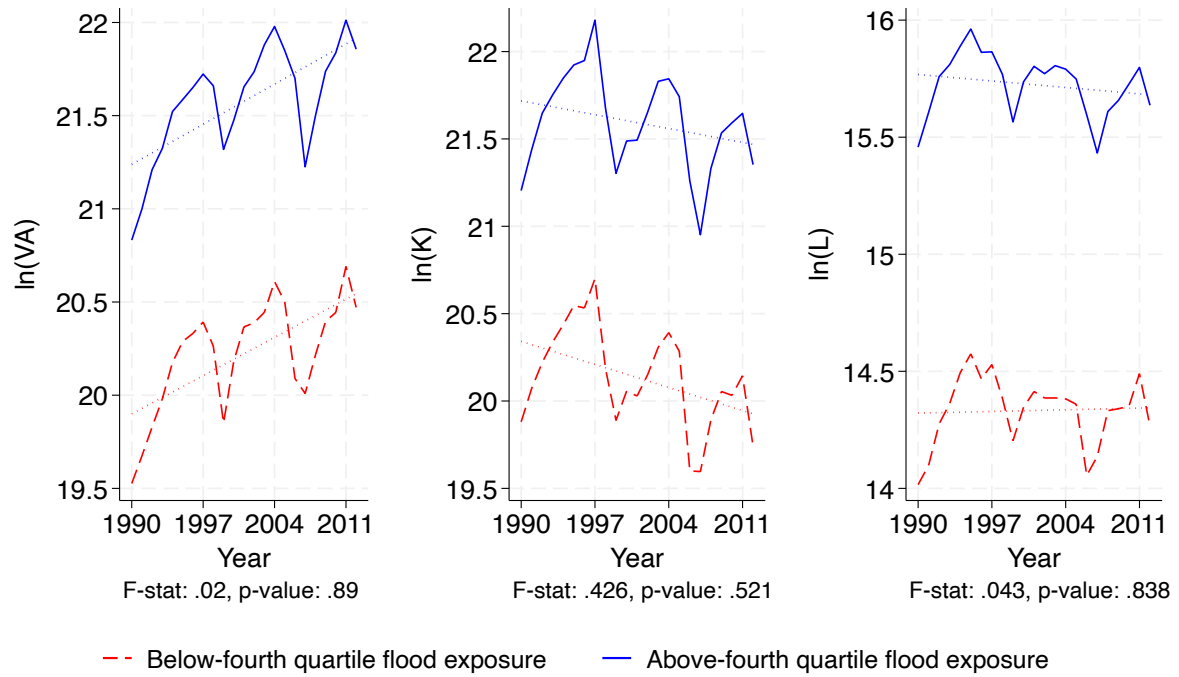 ln(VA)
22
21.5
21
20.5
20
19.5
1990 1997 2004 2011
Year
F-stat: .02, p-value: .89
ln(K)
22
21.5
21
20.5
20
19.5
1990 1997 2004 2011
Year
F-stat: .426, p-value: .521
ln(L)
16
15.5
15
14.5
14
1990 1997 2004 2011
Year
F-stat: .043, p-value: .838
Below-fourth quartile flood exposure
Above-fourth quartile flood exposure